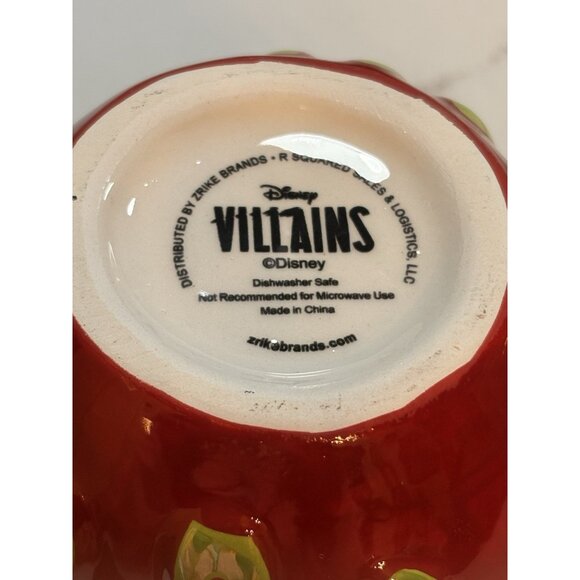 DISTRIBUTED BY ZRIKE BRANDS • R SQUARED SALES & LOGISTICS, LLC
Disney
VILLAINS
©Disney
Dishwasher Safe
Not Recommended for Microwave Use
Made in China
zrikebrands.com